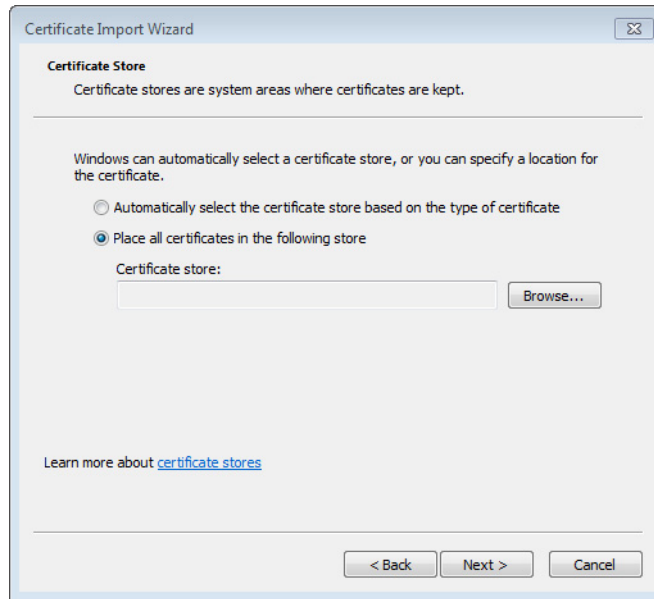 Certificate Import Wizard
Certificate Store
Certificate stores are system areas where certificates are kept.
Windows can automatically select a certificate store, or you can specify a location for
the certificate.
Automatically select the certificate store based on the type of certificate
Place all certificates in the following store
Certificate store:
Browse...
Learn more about certificate stores
< Back
Next >
Cancel